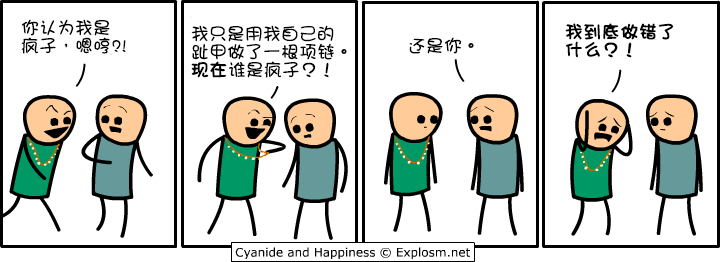 你认为我是
疯子，嗯哼?!
我只是用我自己的
趾甲做了一根项链。
现在谁是疯子？！
还是你。
我到底做错了
什么？！
Cyanide and Happiness © Explosm.net